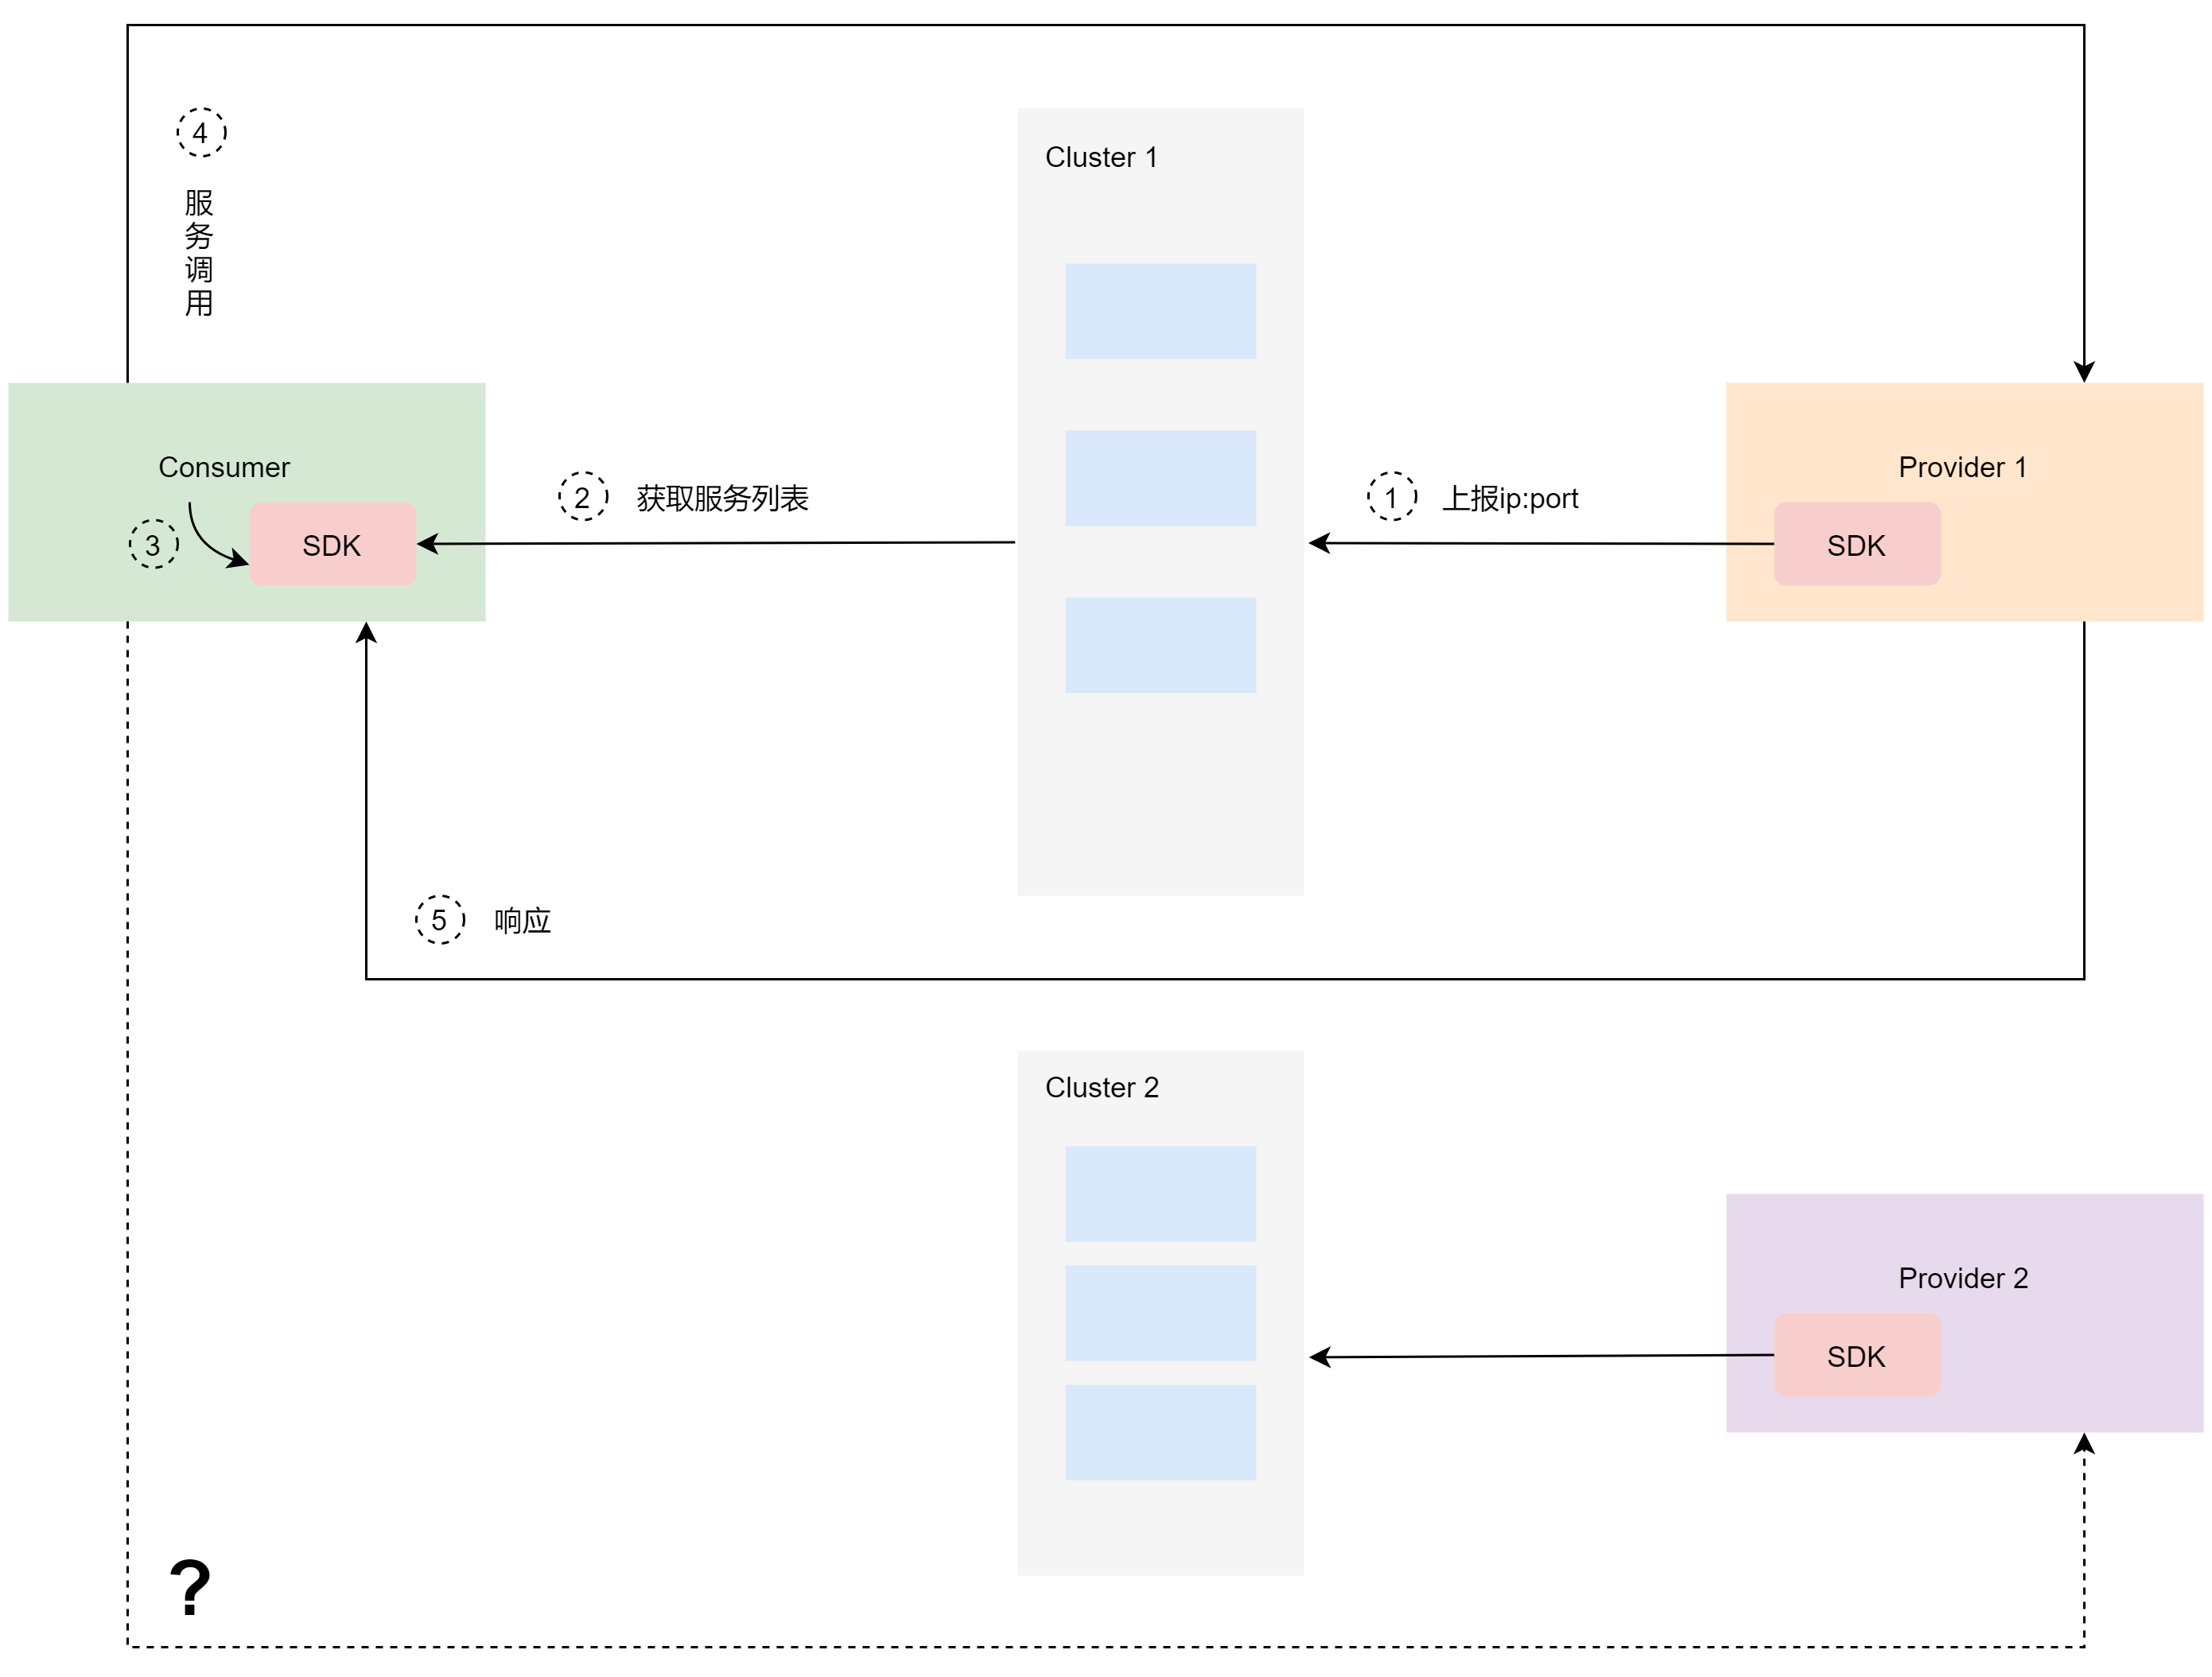 4
服
务
调
用
Cluster 1
Consumer
3
SDK
2 获取服务列表
1 上报ip:port
Provider 1
SDK
5 响应
Cluster 2
Provider 2
SDK
?